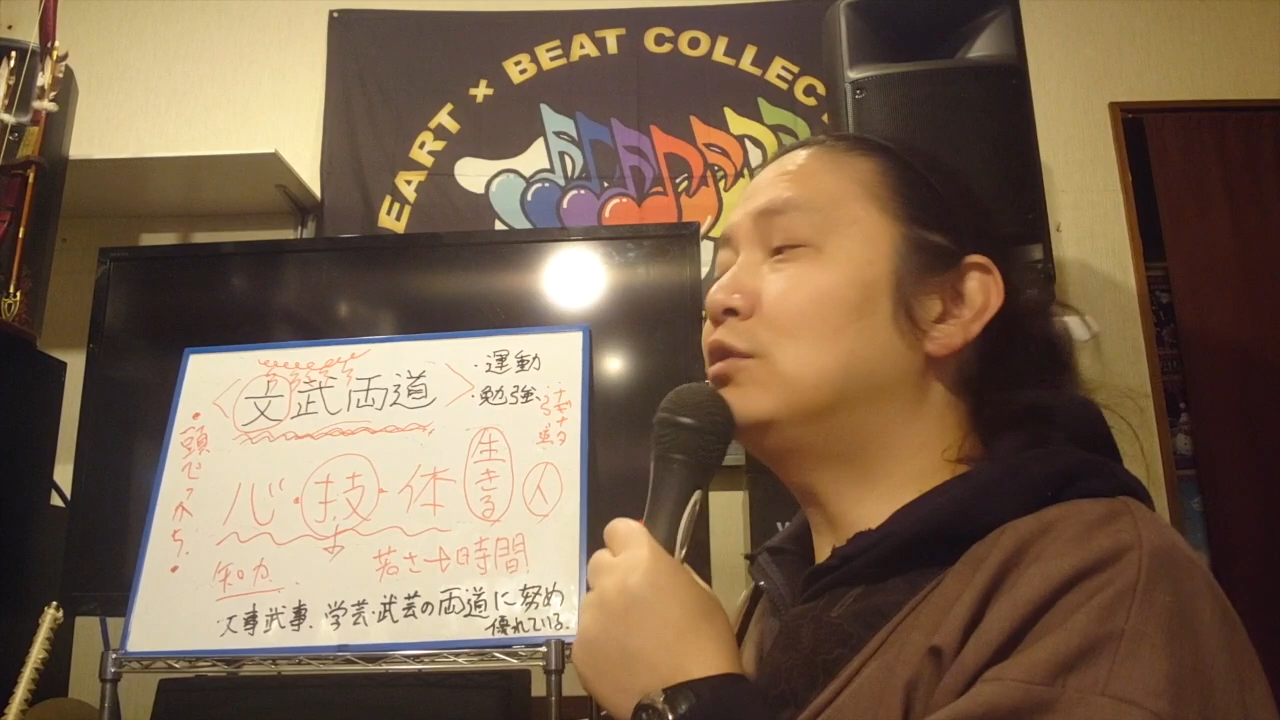 EART × BEAT COLLEC
〈文武両道〉
・運動
・勉強
・頭でっかち・
心・技・体
生きる
人
知力
若さ→時間
文事武事、学芸・武芸の両道に努め
優れている。